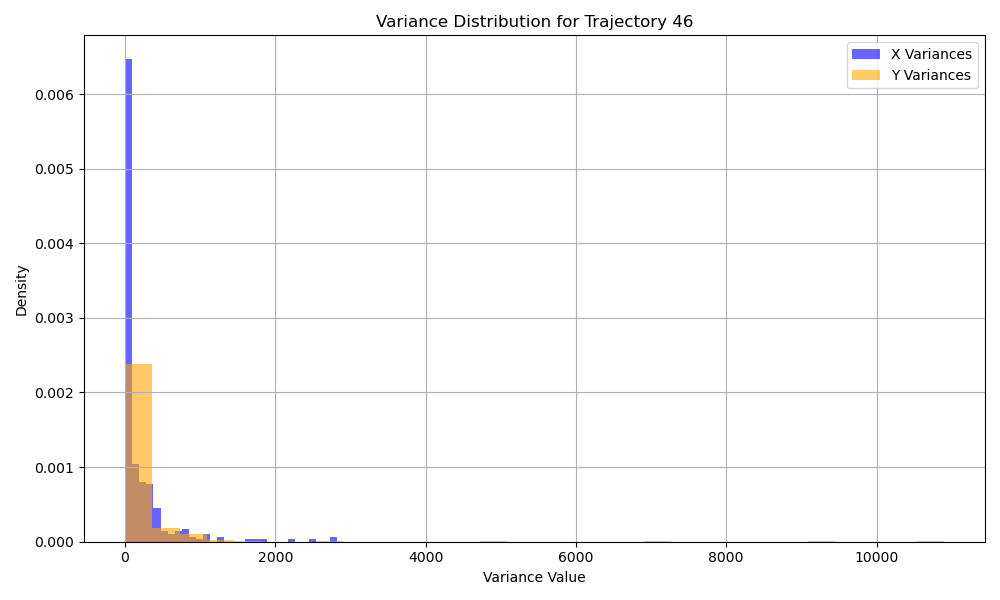 Variance Distribution for Trajectory 46
X Variances
Y Variances
Density
0.006
0.005
0.004
0.003
0.002
0.001
0.000
0
2000
4000
6000
8000
10000
Variance Value